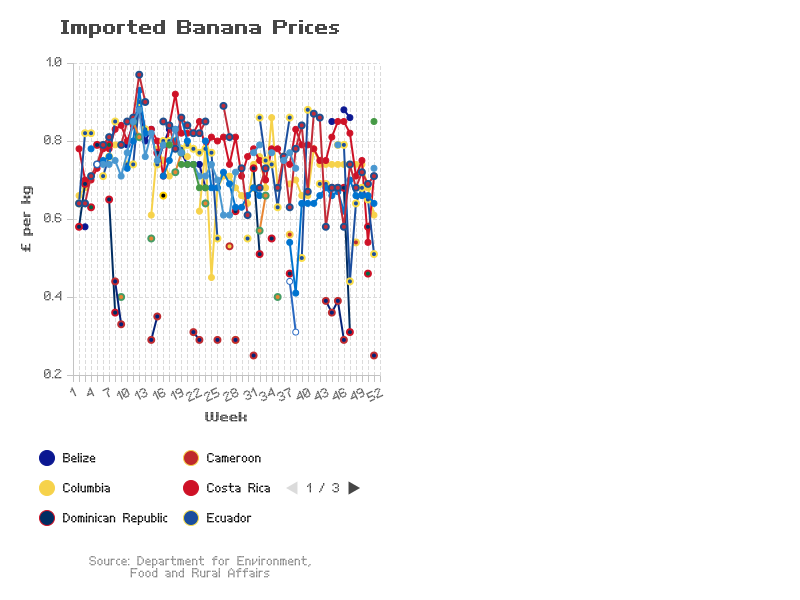 Imported Banana Prices
1.0
0.8
0.6
0.4
0.2
£ per kg
1 4 7 10 13 16 19 22 25 28 31 34 37 40 43 46 49 52
Week
Belize
Cameroon
Columbia
Costa Rica
1 / 3
Dominican Republic
Ecuador
Source: Department for Environment,
Food and Rural Affairs